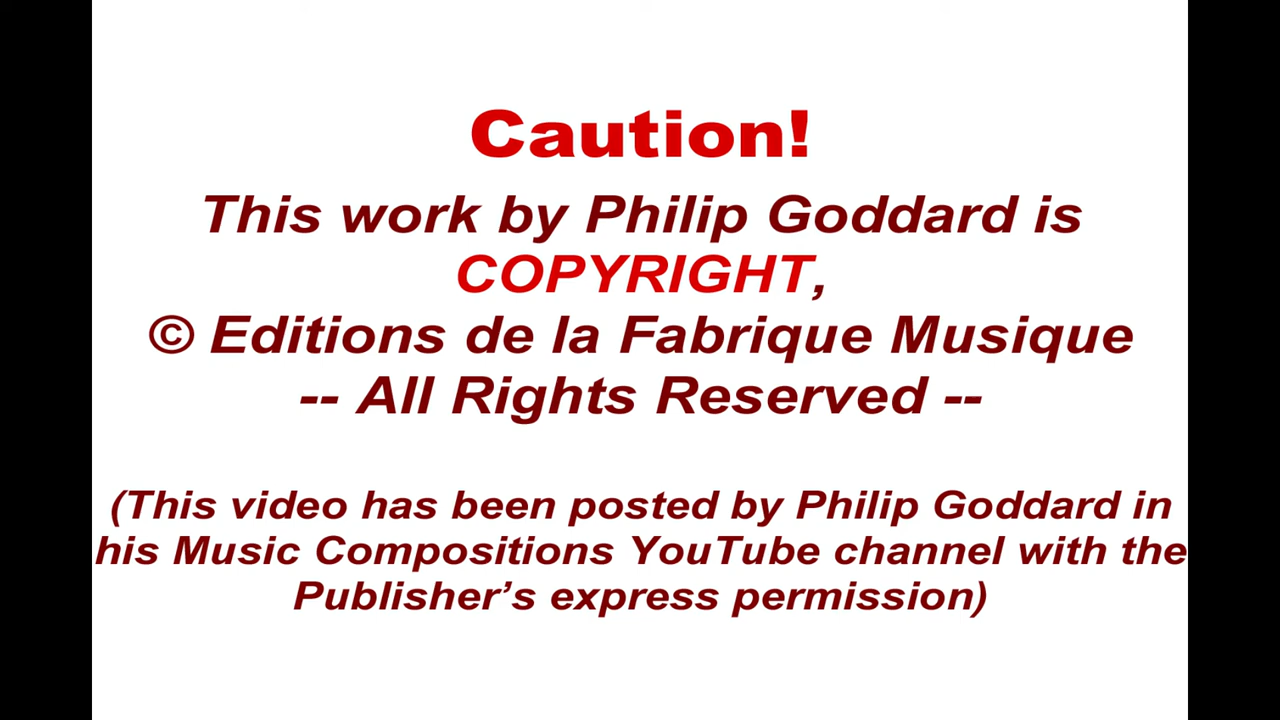 Caution!
This work by Philip Goddard is
COPYRIGHT,
© Editions de la Fabrique Musique
-- All Rights Reserved --
(This video has been posted by Philip Goddard in
his Music Compositions YouTube channel with the
Publisher’s express permission)